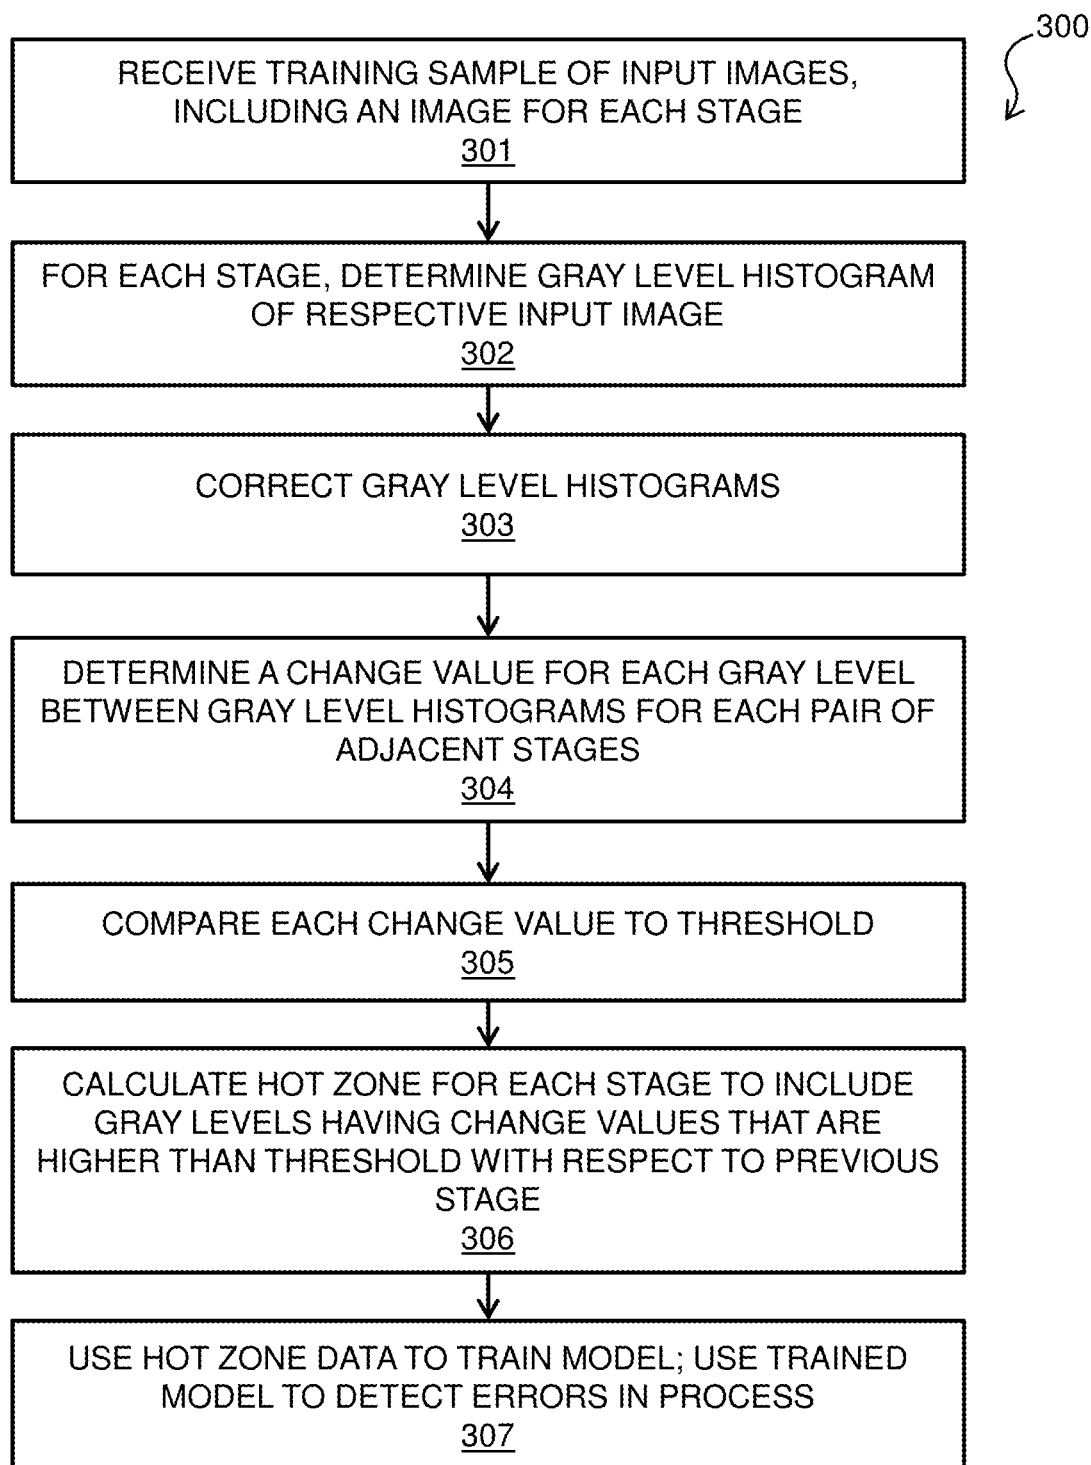 300
RECEIVE TRAINING SAMPLE OF INPUT IMAGES,
INCLUDING AN IMAGE FOR EACH STAGE
301
FOR EACH STAGE, DETERMINE GRAY LEVEL HISTOGRAM
OF RESPECTIVE INPUT IMAGE
302
CORRECT GRAY LEVEL HISTOGRAMS
303
DETERMINE A CHANGE VALUE FOR EACH GRAY LEVEL
BETWEEN GRAY LEVEL HISTOGRAMS FOR EACH PAIR OF
ADJACENT STAGES
304
COMPARE EACH CHANGE VALUE TO THRESHOLD
305
CALCULATE HOT ZONE FOR EACH STAGE TO INCLUDE
GRAY LEVELS HAVING CHANGE VALUES THAT ARE
HIGHER THAN THRESHOLD WITH RESPECT TO PREVIOUS
STAGE
306
USE HOT ZONE DATA TO TRAIN MODEL; USE TRAINED
MODEL TO DETECT ERRORS IN PROCESS
307